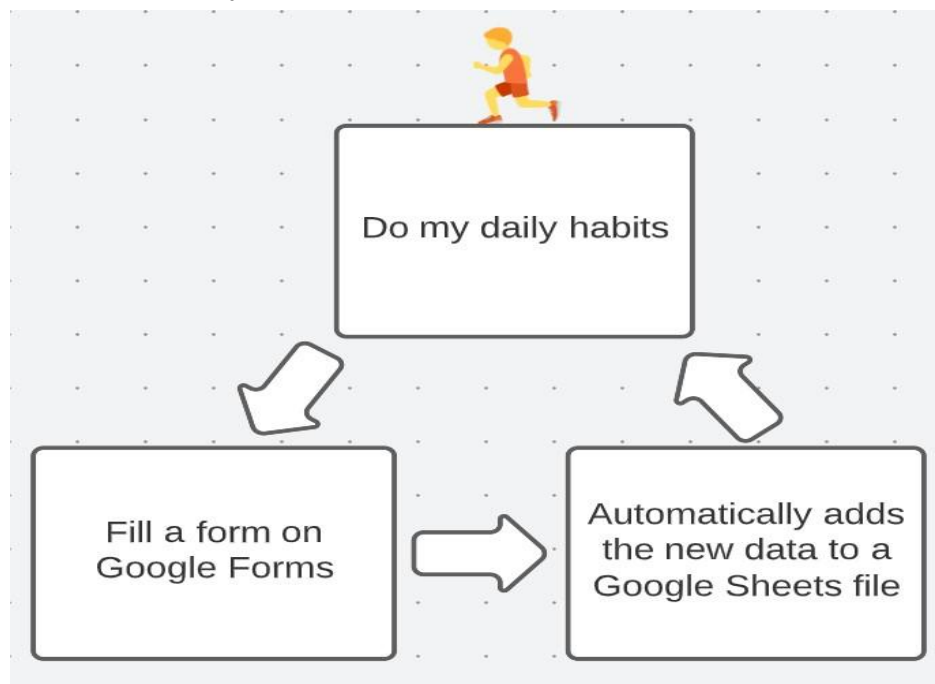 Do my daily habits
Fill a form on
Google Forms
Automatically adds
the new data to a
Google Sheets file